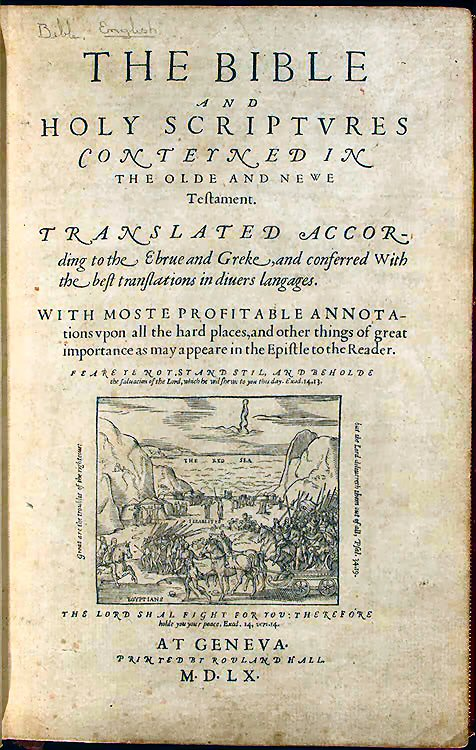 Bible. English
THE BIBLE
AND
HOLY SCRIPTVRES
CONTEYNED IN
THE OLDE AND NEWE
Teſtament.
TRANSLATED ACCOR-
ding to the Ebrue and Greke, and conferred With
the beſt tranſlations in diuers langages.
WITH MOSTE PROFITABLE ANNOTA-
tions vpon all the hard places, and other things of great
importance as may appeare in the Epiſtle to the Reader.
FEARE YE NOT, STAND STIL, AND BEHOLDE
the ſaluacion of the Lord, which he wil ſhewe to you this day. Exod. 14,13.
Great are the troubles of the righteous:
THE RED SEA
ISRAELITES
EGYPTIANS
but the Lord deliuereth them out of all, Pſal. 34,19.
THE LORD SHAL FIGHT FOR YOU: THEREFORE
holde you your peace, Exod. 14, vers. 14.
AT GENEVA.
PRINTED BY ROVLAND HALL.
M.D.LX.